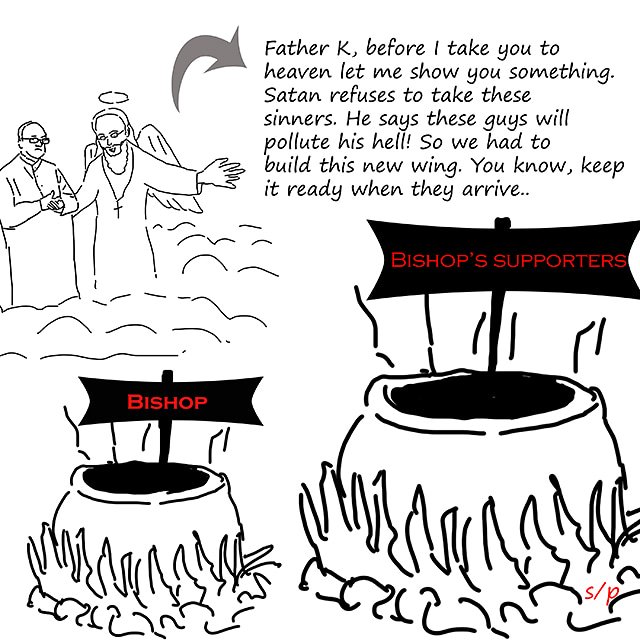 Father K, before I take you to
heaven let me show you something.
Satan refuses to take these
sinners. He says these guys will
pollute his hell! So we had to
build this new wing. You know, keep
it ready when they arrive..
Bishop's supporters
Bishop
s/p